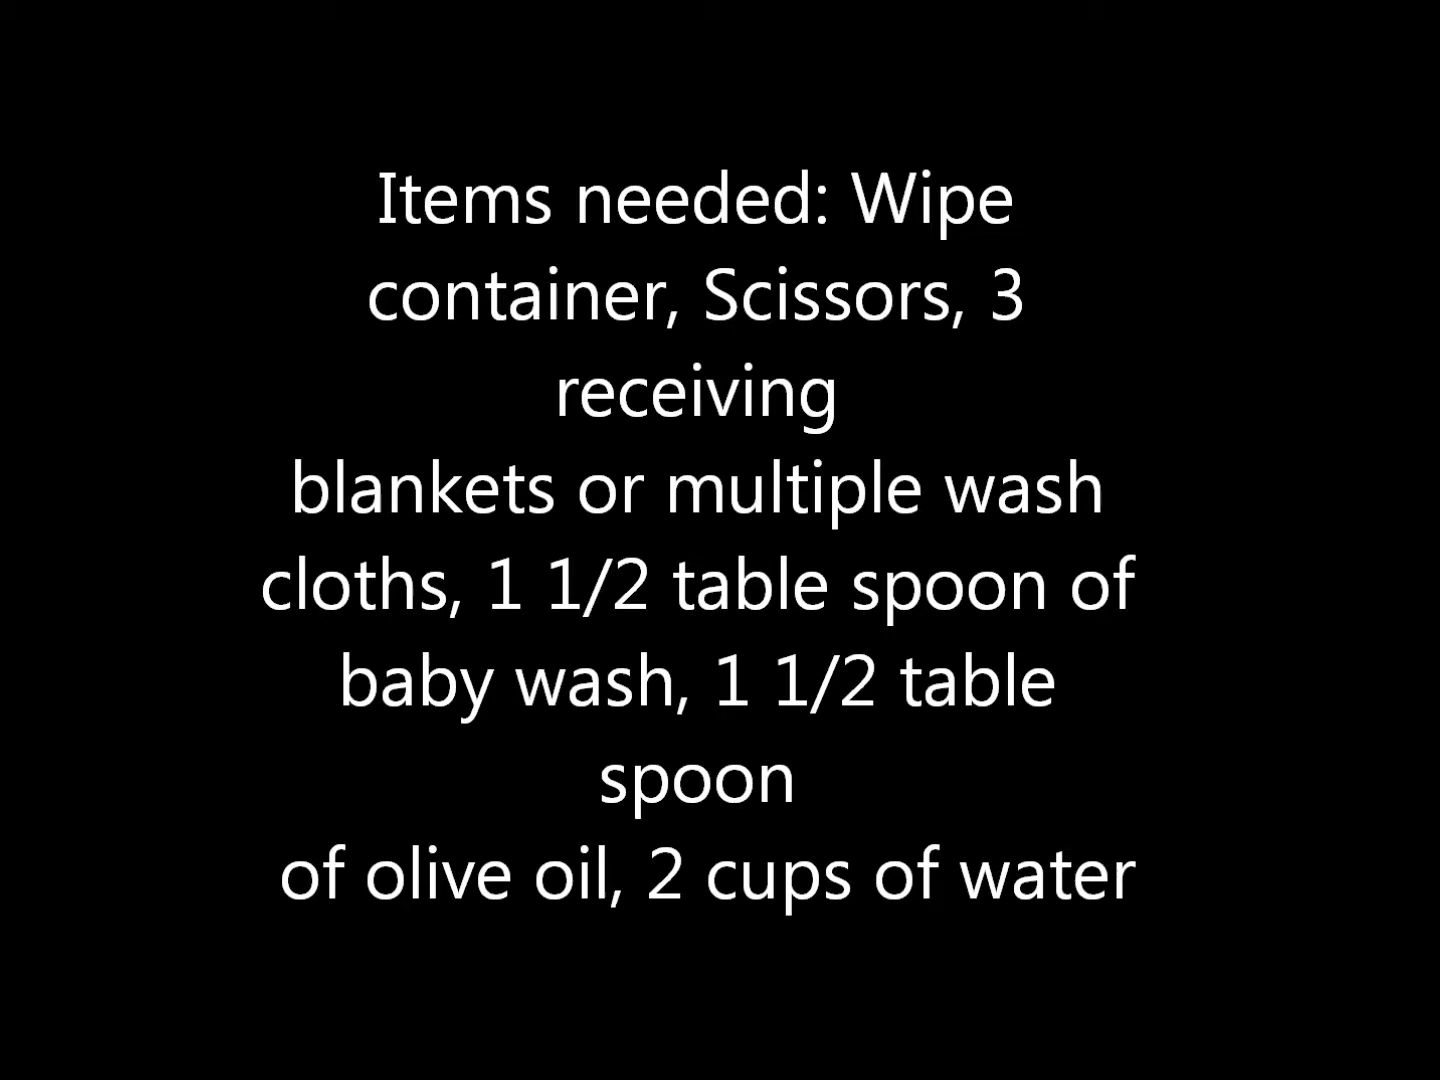 Items needed: Wipe
container, Scissors, 3
receiving
blankets or multiple wash
cloths, 1 1/2 table spoon of
baby wash, 1 1/2 table
spoon
of olive oil, 2 cups of water